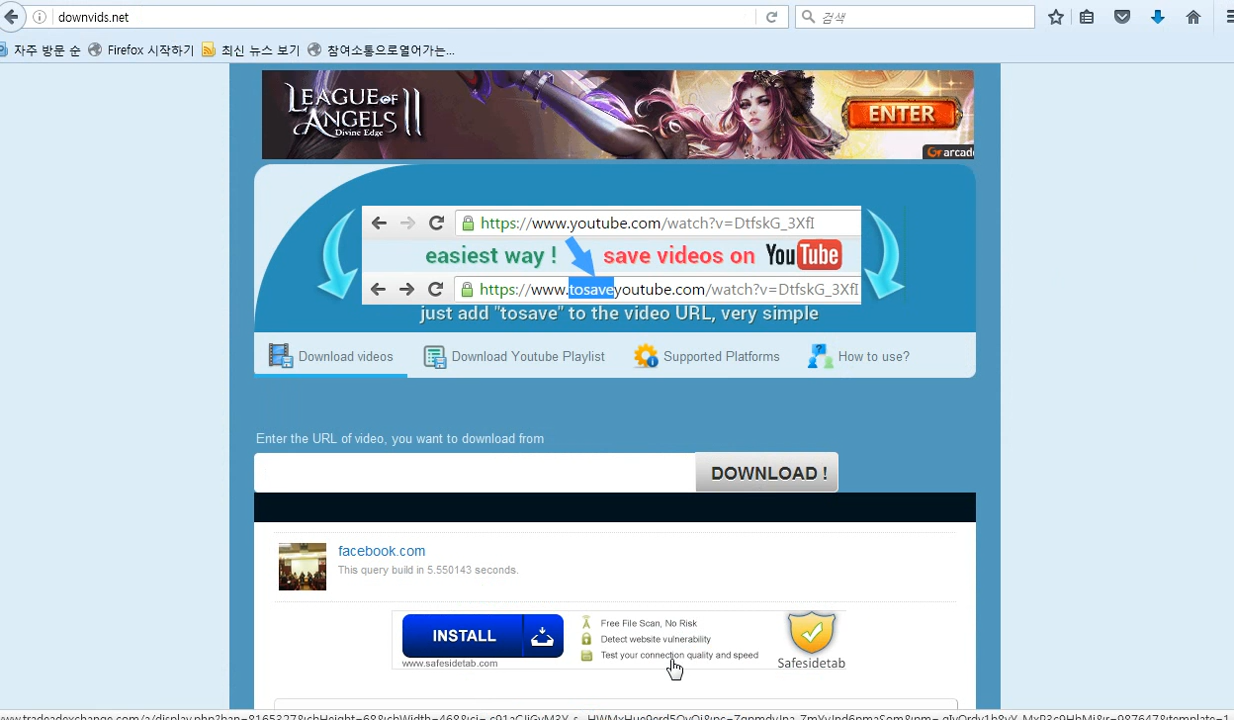 downvids.net
검색
자주 방문 순 Firefox 시작하기 최신 뉴스 보기 참여소통으로열어가는...
LEAGUE OF ANGELS II
Divine Edge
ENTER
arcade
https://www.youtube.com/watch?v=DtfskG_3XfI
easiest way ! save videos on YouTube
https://www.tosaveyoutube.com/watch?v=DtfskG_3XfI
just add "tosave" to the video URL, very simple
Download videos Download Youtube Playlist Supported Platforms How to use?
Enter the URL of video, you want to download from
DOWNLOAD !
facebook.com
This query build in 5.550143 seconds.
INSTALL
www.safesidetab.com
Free File Scan, No Risk
Detect website vulnerability
Test your connection quality and speed
Safesidetab